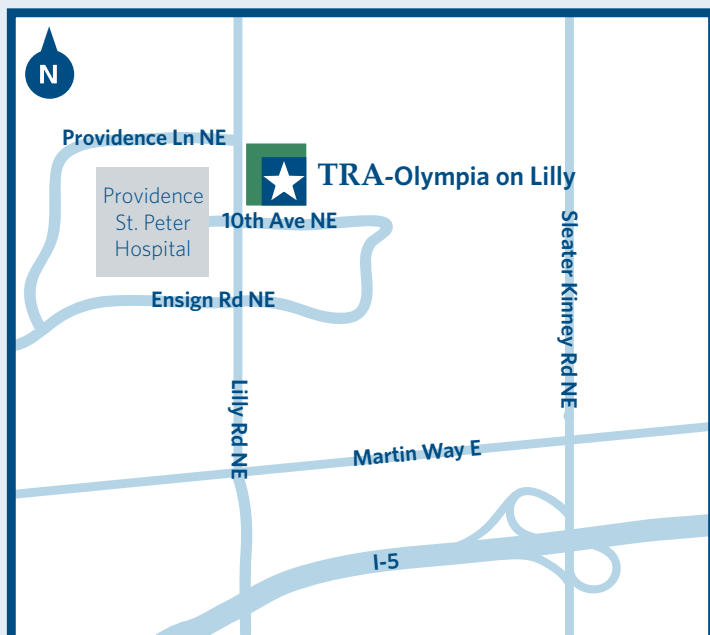 N
Providence Ln NE
TRA-Olympia on Lilly
Providence
St. Peter
Hospital
10th Ave NE
Sleater Kinney Rd NE
Ensign Rd NE
Lilly Rd NE
Martin Way E
I-5